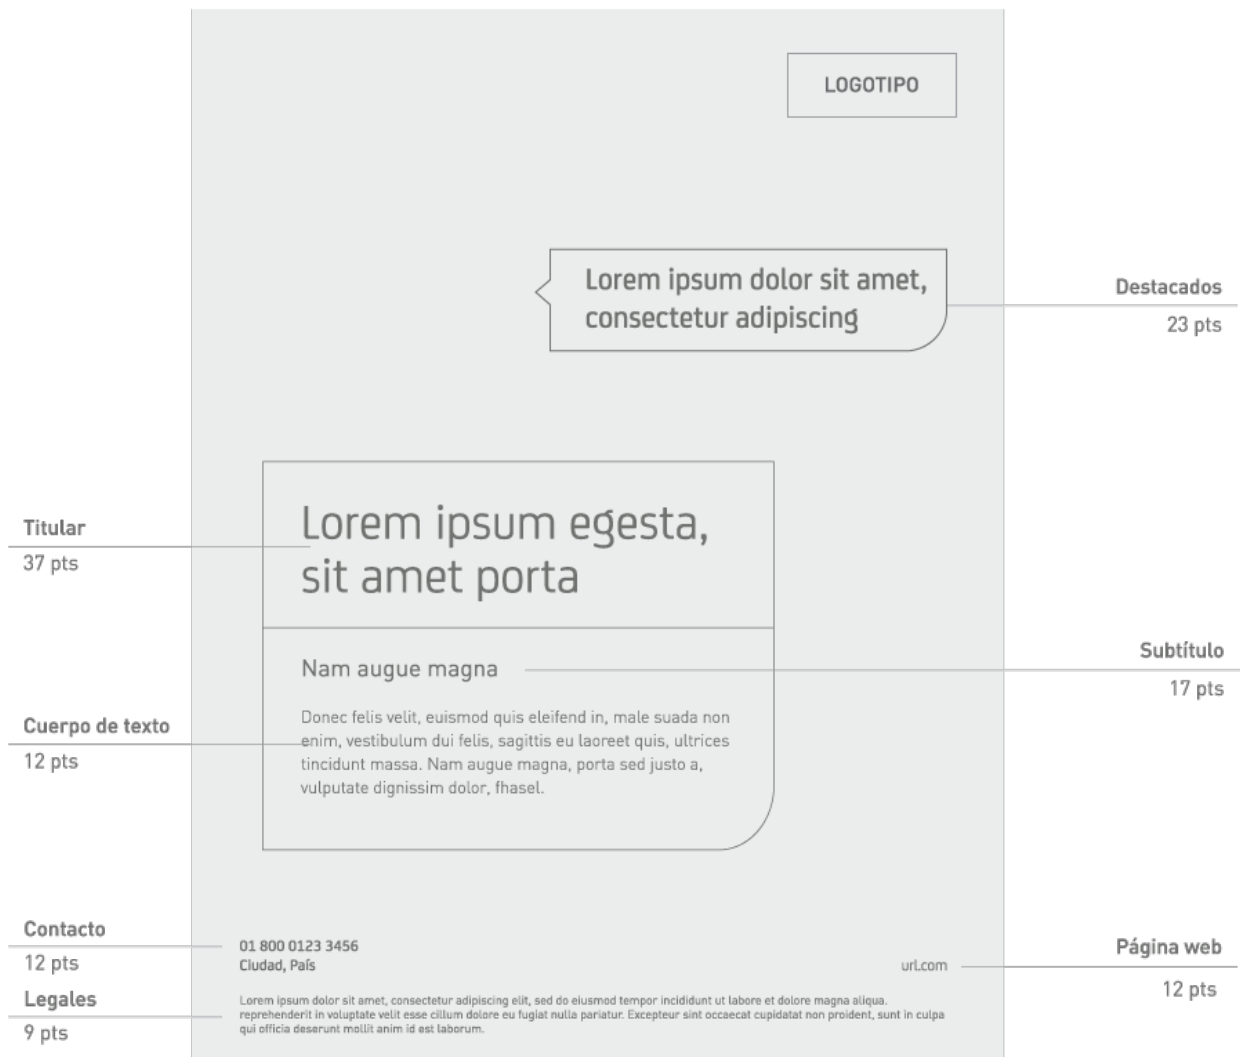 LOGOTIPO
Lorem ipsum dolor sit amet,
consectetur adipiscing
Destacados
23 pts
Titular
37 pts
Lorem ipsum egesta,
sit amet porta
Nam augue magna
Subtítulo
17 pts
Cuerpo de texto
12 pts
Donec felis velit, euismod quis eleifend in, male suada non
enim, vestibulum dui felis, sagittis eu laoreet quis, ultrices
tincidunt massa. Nam augue magna, porta sed justo a,
vulputate dignissim dolor, fhasel.
Contacto
12 pts
01 800 0123 3456
Ciudad, País
url.com
Página web
12 pts
Legales
9 pts
Lorem ipsum dolor sit amet, consectetur adipiscing elit, sed do eiusmod tempor incididunt ut labore et dolore magna aliqua.
reprehenderit in voluptate velit esse cillum dolore eu fugiat nulla pariatur. Excepteur sint occaecat cupidatat non proident, sunt in culpa
qui officia deserunt mollit anim id est laborum.